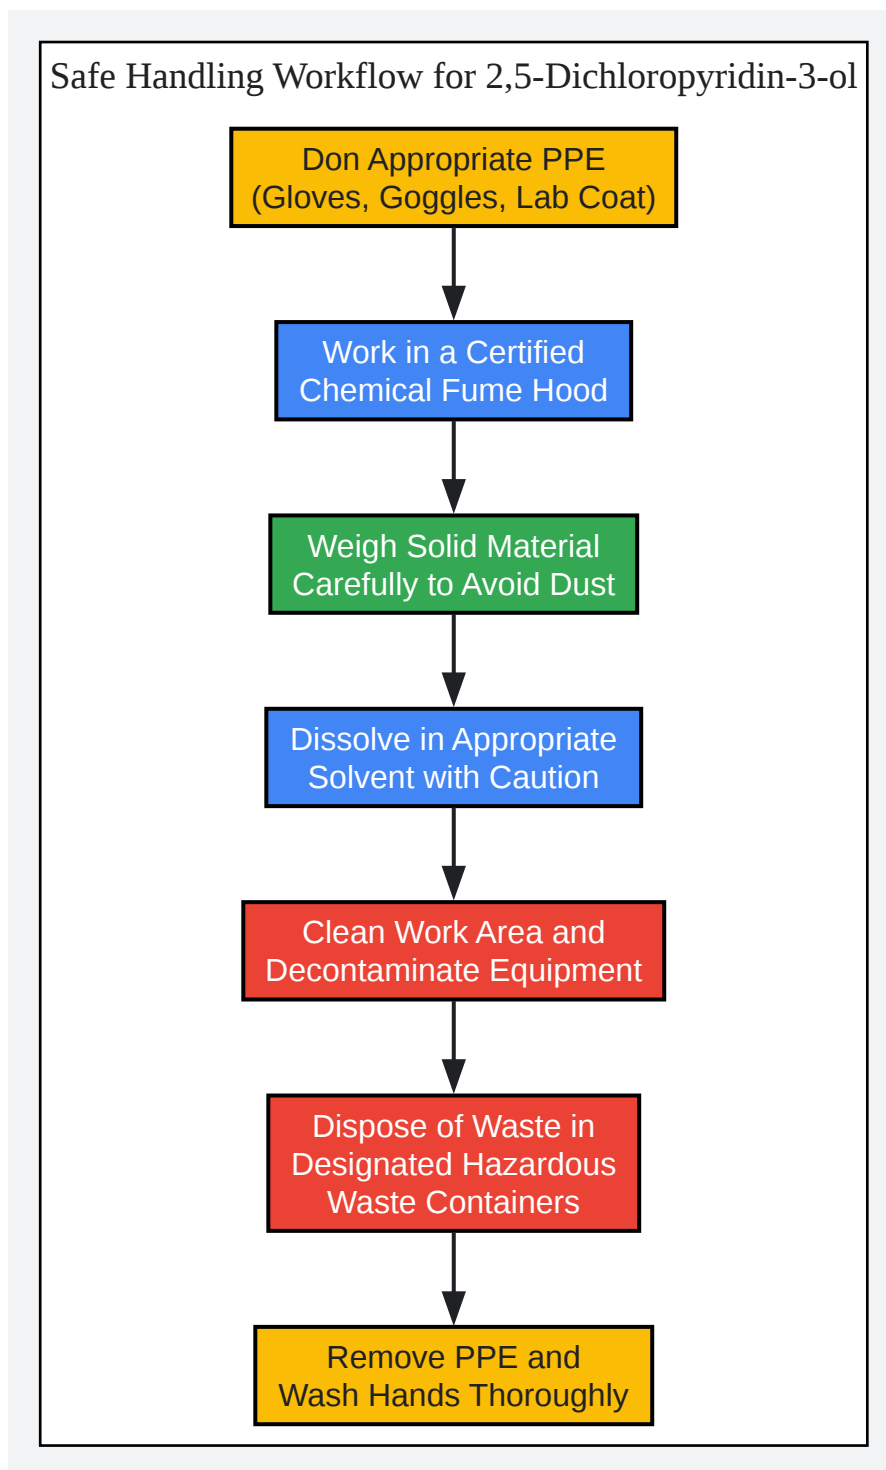 Safe Handling Workflow for 2,5-Dichloropyridin-3-ol
Don Appropriate PPE
(Gloves, Goggles, Lab Coat)
Work in a Certified
Chemical Fume Hood
Weigh Solid Material
Carefully to Avoid Dust
Dissolve in Appropriate
Solvent with Caution
Clean Work Area and
Decontaminate Equipment
Dispose of Waste in
Designated Hazardous
Waste Containers
Remove PPE and
Wash Hands Thoroughly